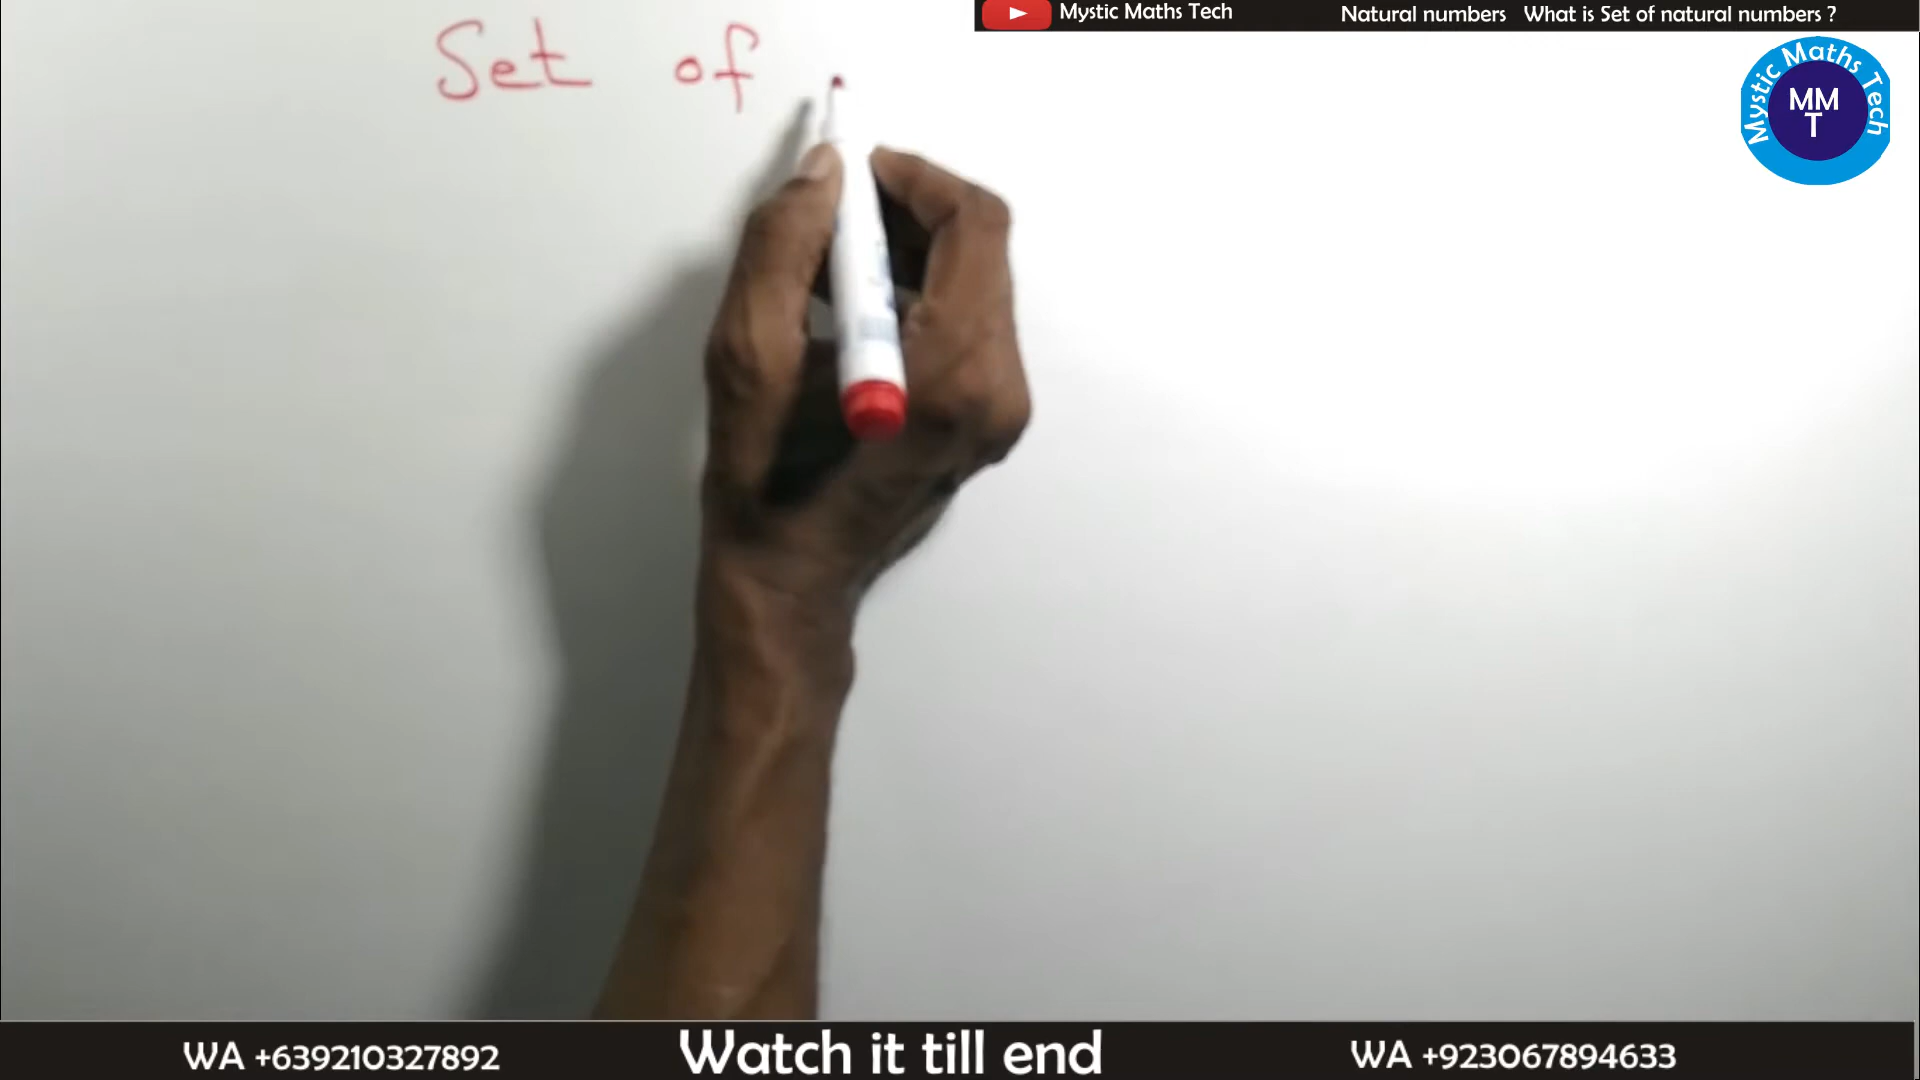 Mystic Maths Tech
Natural numbers What is Set of natural numbers ?
Set of
Mystic Maths Tech
MM
T
WA +639210327892
Watch it till end
WA +923067894633